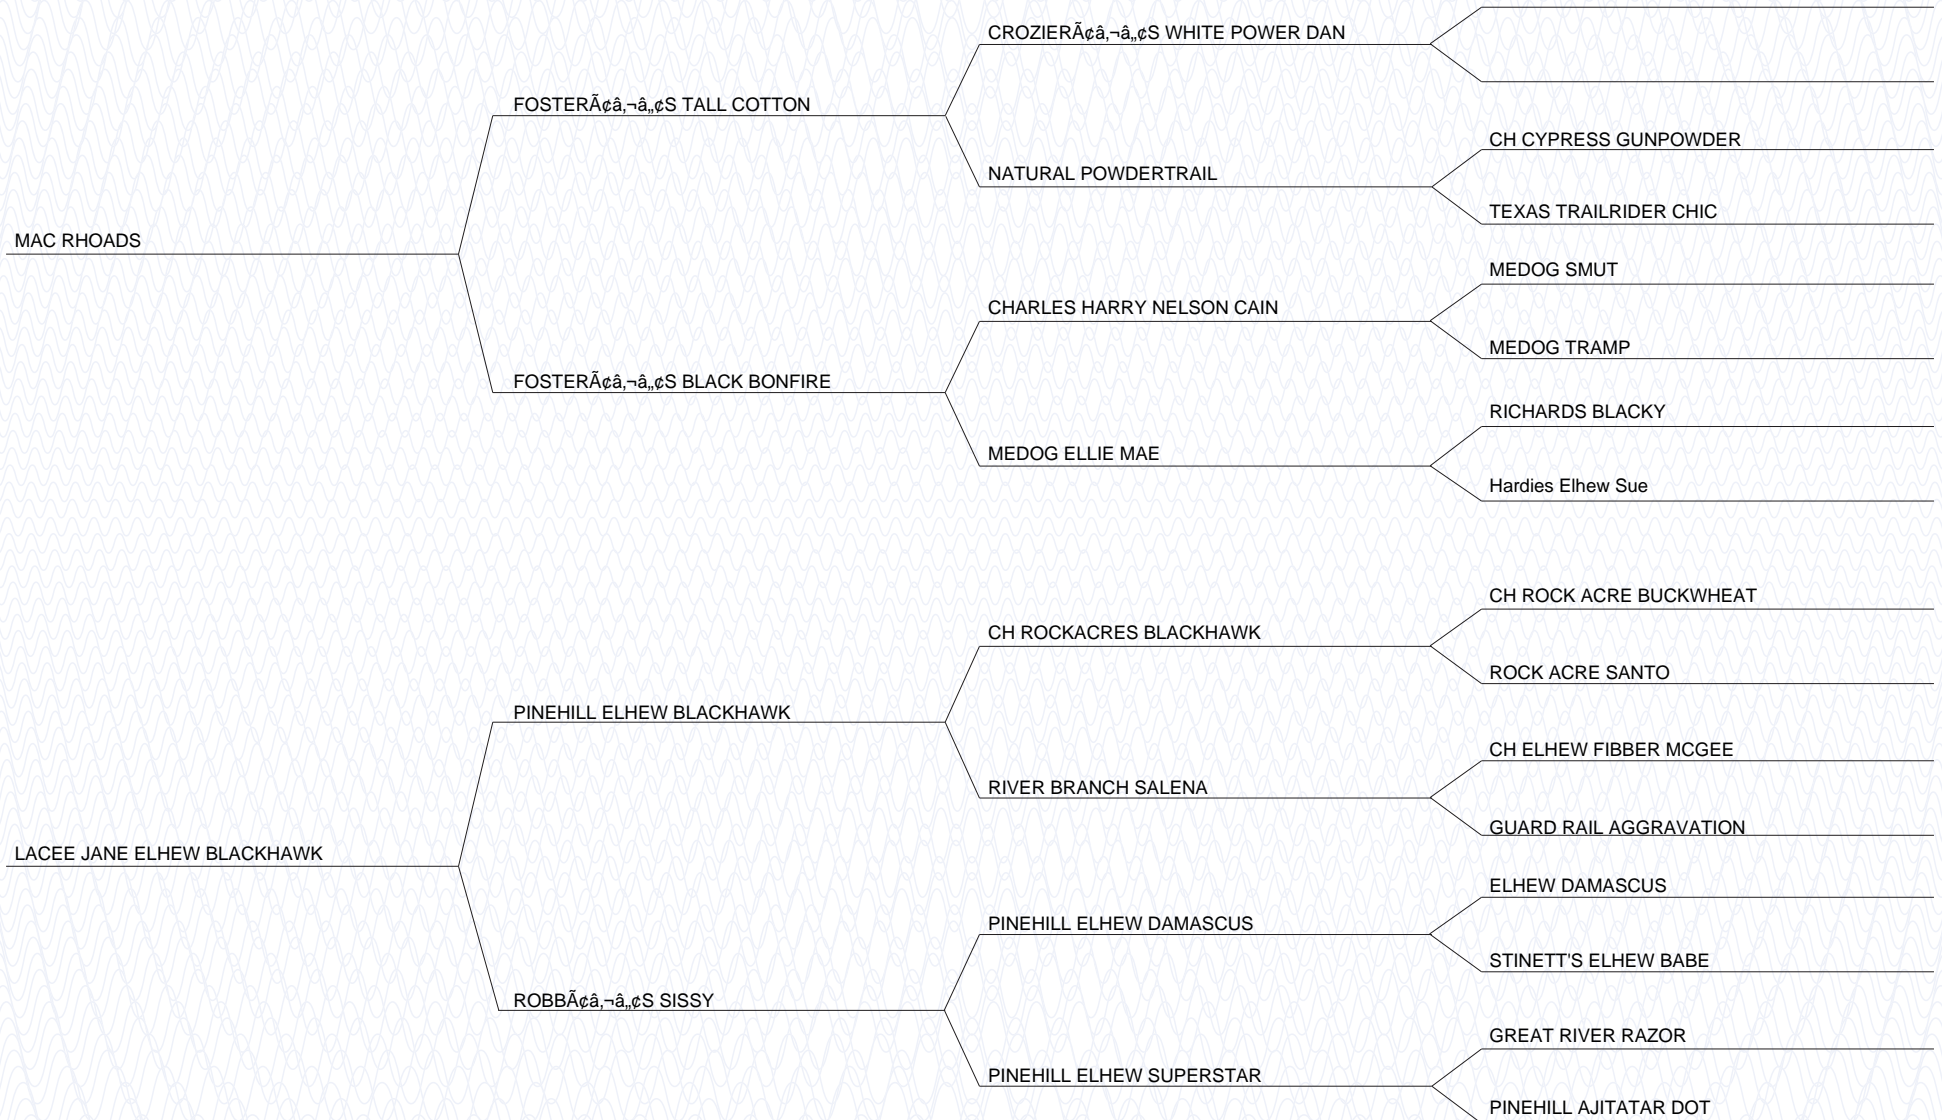 CROZIERÃ¢â‚¬â„¢S WHITE POWER DAN
FOSTERÃ¢â‚¬â„¢S TALL COTTON
CH CYPRESS GUNPOWDER
NATURAL POWDERTRAIL
TEXAS TRAILRIDER CHIC
MAC RHOADS
MEDOG SMUT
CHARLES HARRY NELSON CAIN
MEDOG TRAMP
FOSTERÃ¢â‚¬â„¢S BLACK BONFIRE
RICHARDS BLACKY
MEDOG ELLIE MAE
Hardies Elhew Sue
CH ROCK ACRE BUCKWHEAT
CH ROCKACRES BLACKHAWK
ROCK ACRE SANTO
PINEHILL ELHEW BLACKHAWK
CH ELHEW FIBBER MCGEE
RIVER BRANCH SALENA
GUARD RAIL AGGRAVATION
LACEE JANE ELHEW BLACKHAWK
ELHEW DAMASCUS
PINEHILL ELHEW DAMASCUS
STINETT'S ELHEW BABE
ROBBÃ¢â‚¬â„¢S SISSY
GREAT RIVER RAZOR
PINEHILL ELHEW SUPERSTAR
PINEHILL AJITATAR DOT